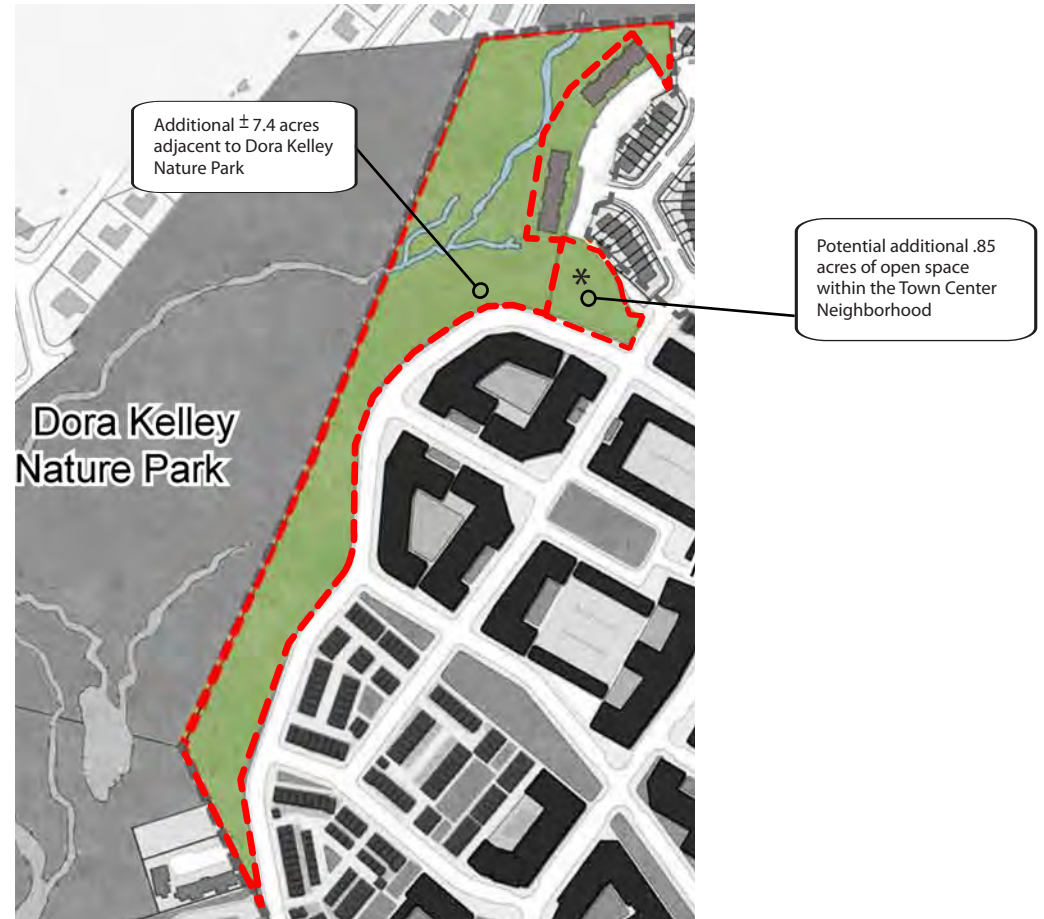 Additional ± 7.4 acres
adjacent to Dora Kelley
Nature Park
Potential additional .85
acres of open space
within the Town Center
Neighborhood
*
Dora Kelley
Nature Park